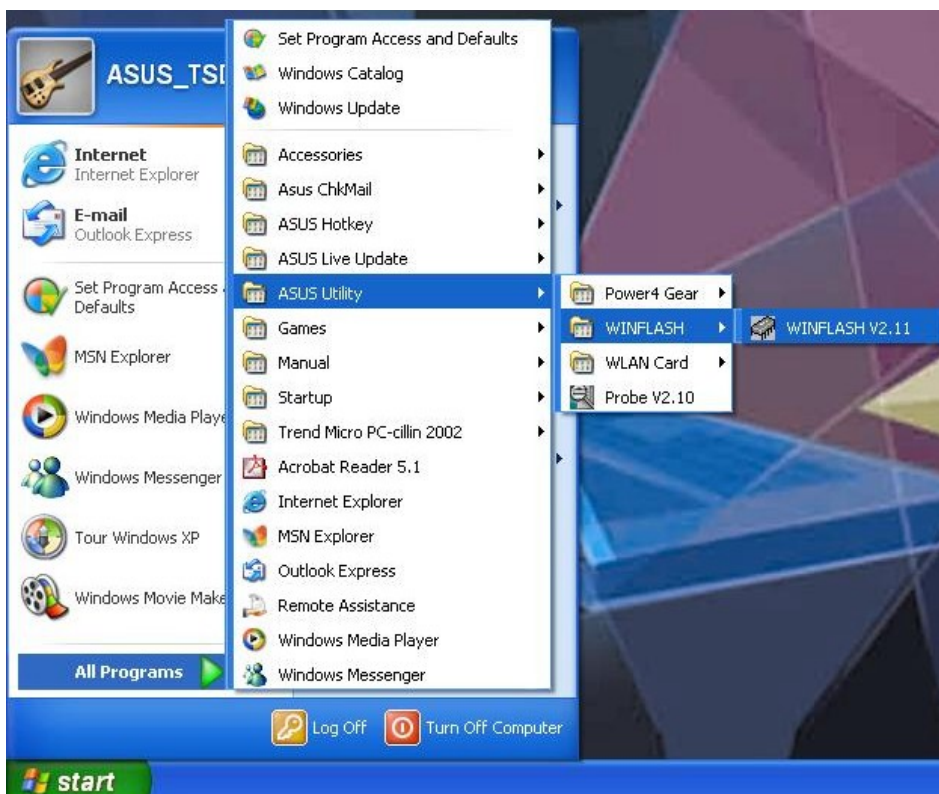 ASUS_TSD
Internet
Internet Explorer
E-mail
Outlook Express
Set Program Access
Defaults
MSN Explorer
Windows Media Playe
Windows Messenger
Tour Windows XP
Windows Movie Make
All Programs
Set Program Access and Defaults
Windows Catalog
Windows Update
Accessories
Asus ChkMail
ASUS Hotkey
ASUS Live Update
ASUS Utility
Games
Manual
Startup
Trend Micro PC-cillin 2002
Acrobat Reader 5.1
Internet Explorer
MSN Explorer
Outlook Express
Remote Assistance
Windows Media Player
Windows Messenger
Power4 Gear
WINFLASH
WLAN Card
Probe V2.10
WINFLASH V2.11
Log Off
Turn Off Computer
start